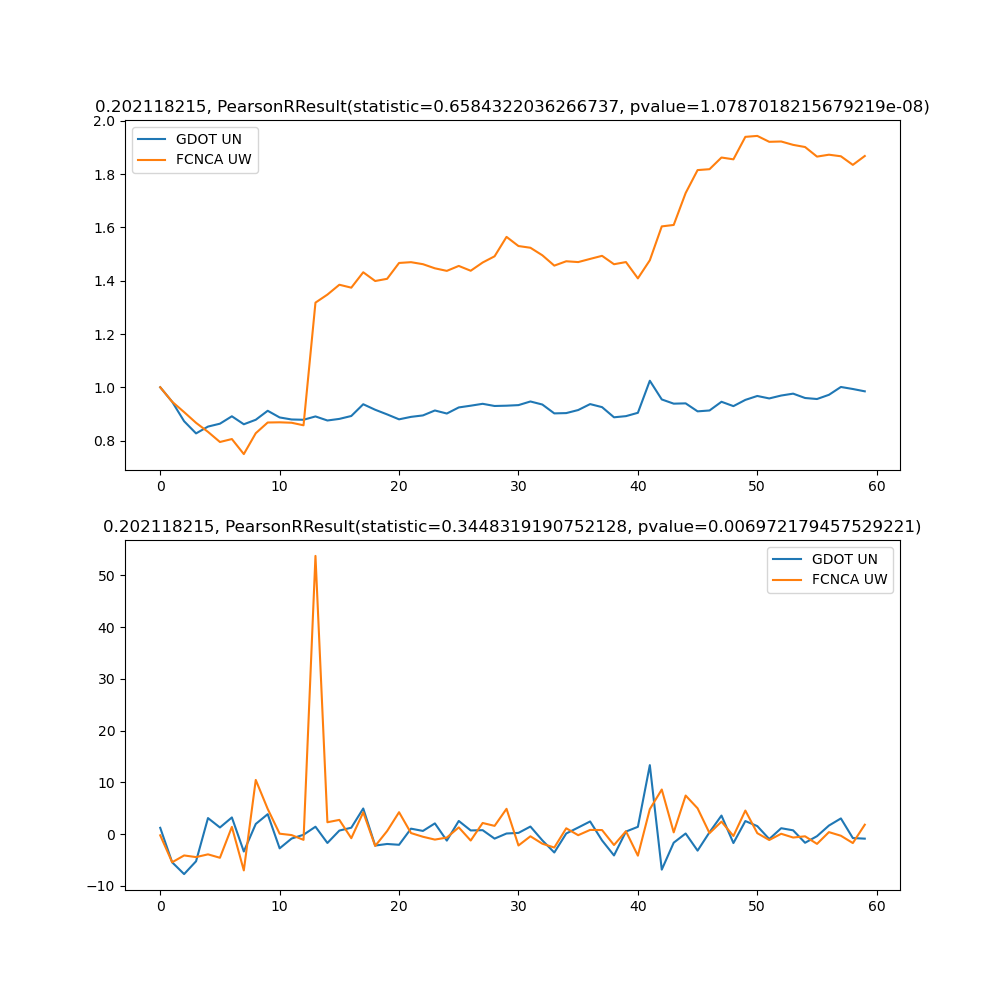 0.202118215, PearsonRResult(statistic=0.6584322036266737, pvalue=1.0787018215679219e-08)
2.0
1.8
1.6
1.4
1.2
1.0
0.8
GDOT UN
FCNCA UW
0 10 20 30 40 50 60
0.202118215, PearsonRResult(statistic=0.3448319190752128, pvalue=0.006972179457529221)
50
40
30
20
10
0
−10
GDOT UN
FCNCA UW
0 10 20 30 40 50 60